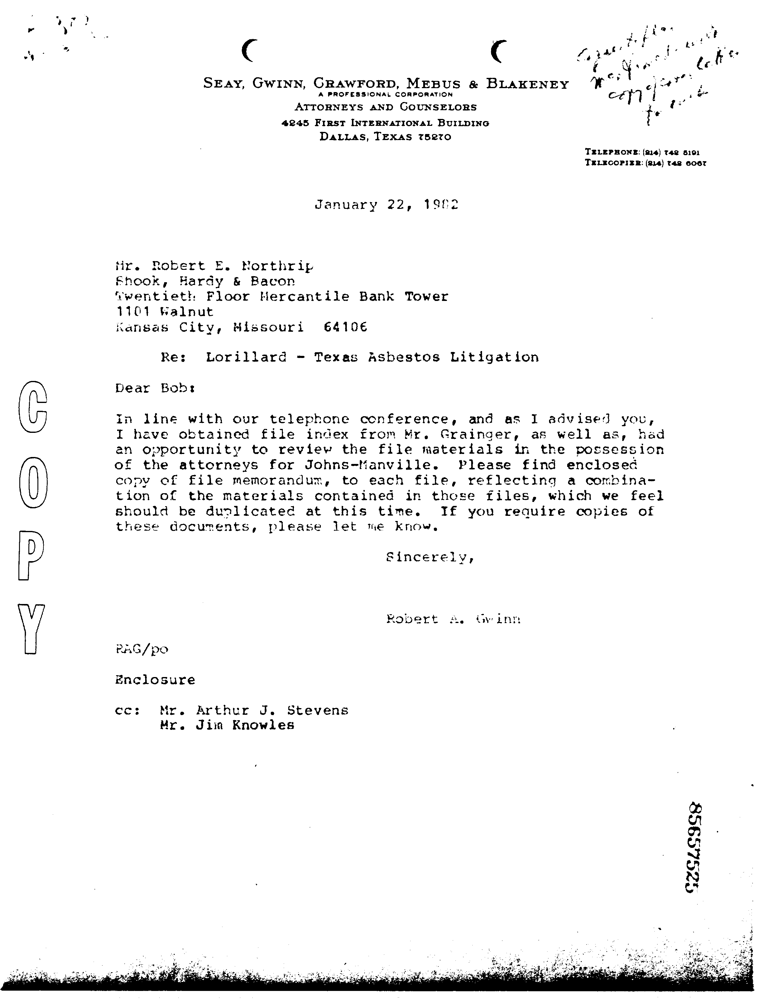 SEAY, GWINN, CRAWFORD, MEBUS & BLAKENEY
A PROFESSIONAL CORPORATION
ATTORNEYS AND COUNSELORS
4245 FIRST INTERNATIONAL BUILDING
DALLAS, TEXAS 75270
TELEPHONE: (214) 742 5191
TELECOPIER: (214) 742 6067
January 22, 1982
Mr. Robert E. Northrip
Shook, Hardy & Bacon
Twentieth Floor Mercantile Bank Tower
1101 Walnut
Kansas City, Missouri 64106
Re: Lorillard - Texas Asbestos Litigation
Dear Bob:
In line with our telephone conference, and as I advised you,
I have obtained file index from Mr. Grainger, as well as, had
an opportunity to review the file materials in the possession
of the attorneys for Johns-Manville. Please find enclosed
copy of file memorandum, to each file, reflecting a combina-
tion of the materials contained in those files, which we feel
should be duplicated at this time. If you require copies of
these documents, please let me know.
Sincerely,
Robert A. Gwinn
RAG/po
Enclosure
cc: Mr. Arthur J. Stevens
Mr. Jim Knowles
COPY
85657525